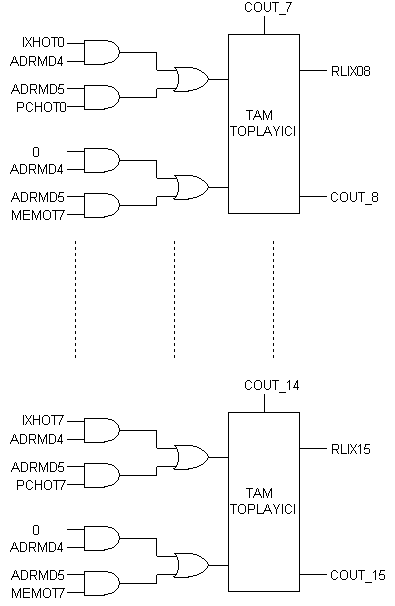 COUT_7
IXHOT0
ADRMD4
RLIX08
ADRMD5
PCHOT0
TAM
TOPLAYICI
0
ADRMD4
ADRMD5
COUT_8
MEMOT7
COUT_14
IXHOT7
ADRMD4
RLIX15
ADRMD5
PCHOT7
TAM
TOPLAYICI
0
ADRMD4
ADRMD5
COUT_15
MEMOT7